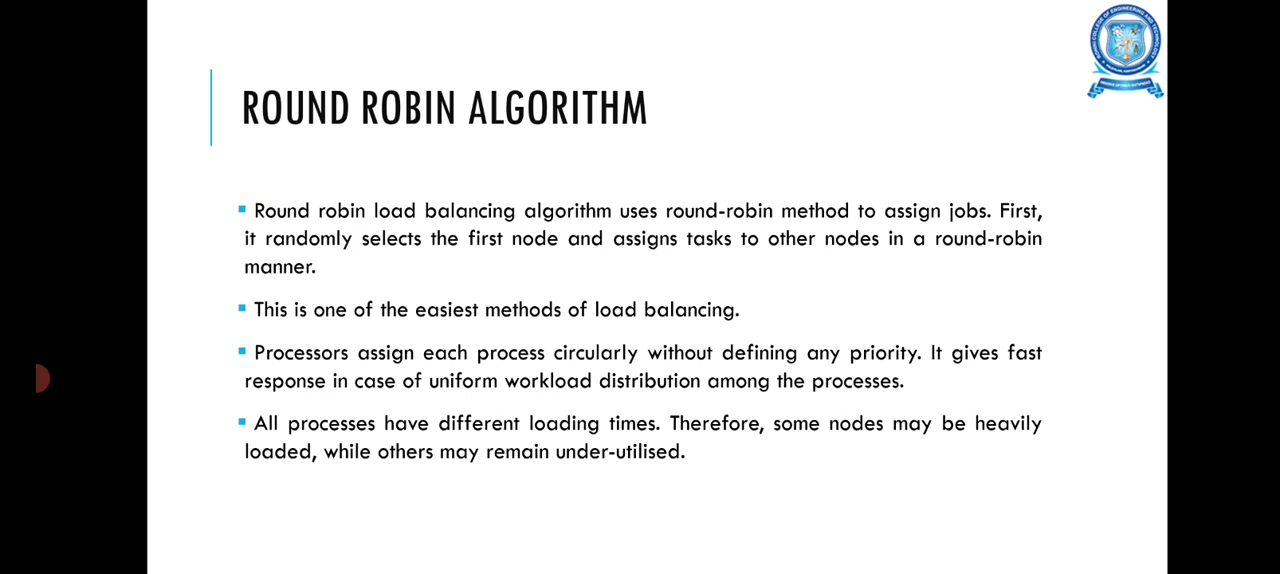 ROUND ROBIN ALGORITHM
▪ Round robin load balancing algorithm uses round-robin method to assign jobs. First,
it randomly selects the first node and assigns tasks to other nodes in a round-robin
manner.
▪ This is one of the easiest methods of load balancing.
▪ Processors assign each process circularly without defining any priority. It gives fast
response in case of uniform workload distribution among the processes.
▪ All processes have different loading times. Therefore, some nodes may be heavily
loaded, while others may remain under-utilised.